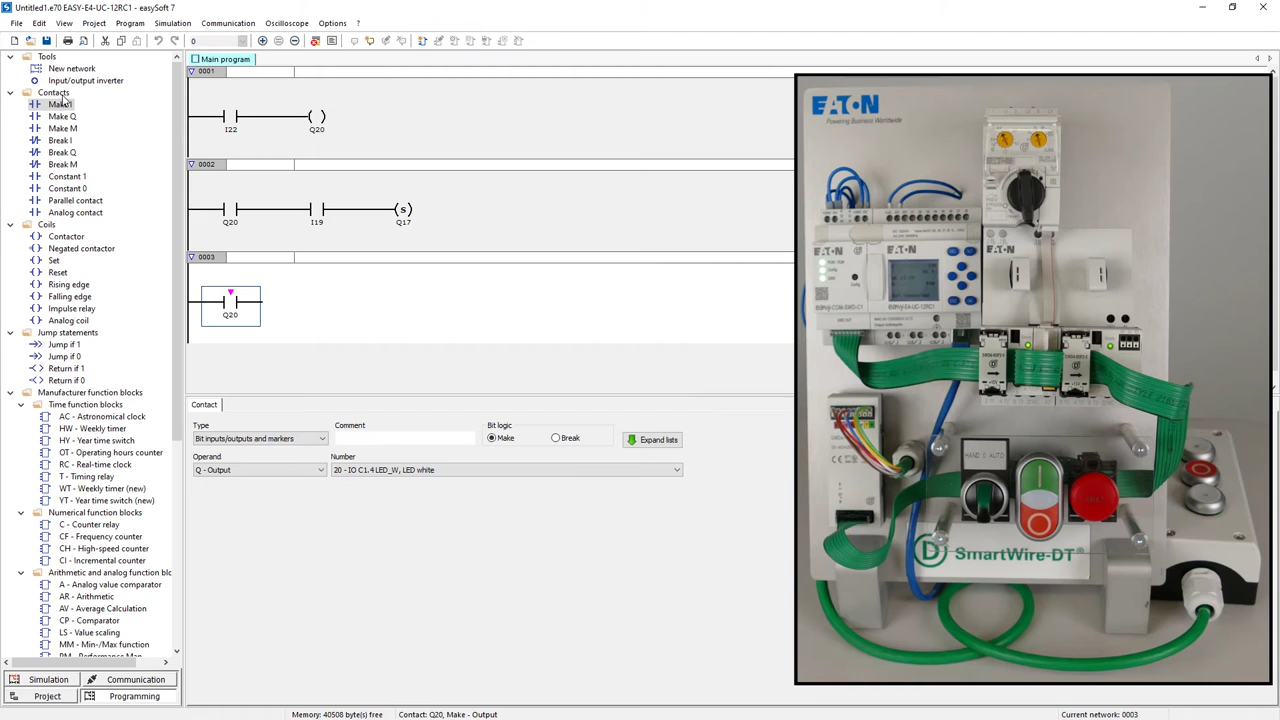 Untitled1.e70 EASY-E4-UC-12RC1 - easySoft 7
File Edit View Project Program Simulation Communication Oscilloscope Options ?
0
Tools
New network
Input/output inverter
Contacts
Make I
Make Q
Make M
Break I
Break Q
Break M
Constant 1
Constant 0
Parallel contact
Analog contact
Coils
Contactor
Negated contactor
Set
Reset
Rising edge
Falling edge
Impulse relay
Analog coil
Jump statements
Jump if 1
Jump if 0
Return if 1
Return if 0
Manufacturer function blocks
Time function blocks
AC - Astronomical clock
HW - Weekly timer
HY - Year time switch
OT - Operating hours counter
RC - Real-time clock
T - Timing relay
WT - Weekly timer (new)
YT - Year time switch (new)
Numerical function blocks
C - Counter relay
CF - Frequency counter
CH - High-speed counter
CI - Incremental counter
Arithmetic and analog function blo
A - Analog value comparator
AR - Arithmetic
AV - Average Calculation
CP - Comparator
LS - Value scaling
MM - Min-/Max function
Simulation Communication
Project Programming
Main program
0001
I22 Q20
0002
S
Q20 I19 Q17
0003
Q20
Contact
Type Comment Bit logic
Bit inputs/outputs and markers Make Break Expand lists
Operand Number
Q - Output 20 - IO C1.4 LED_W, LED white
EATON
Powering Business Worldwide
EATON
EATON
HAND 0 AUTO
SmartWire-DT®
Memory: 40508 byte(s) free Contact: Q20, Make - Output Current network: 0003